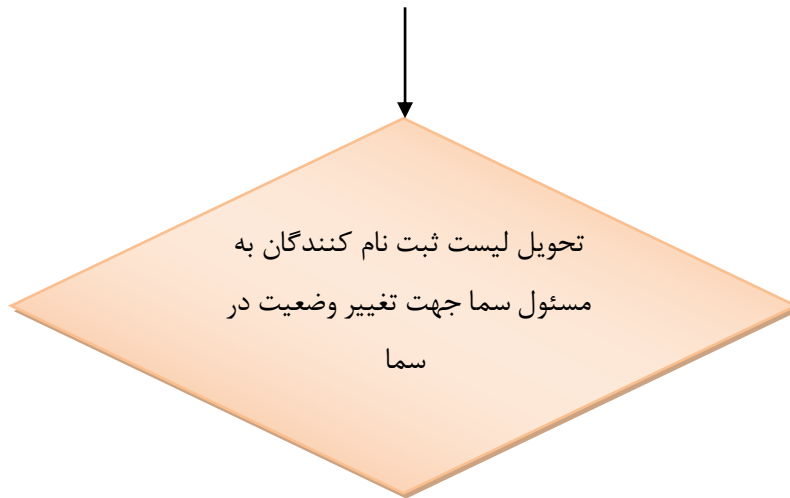 تحویل لیست ثبت نام کنندگان به
مسئول سما جهت تغییر وضعیت در
سما